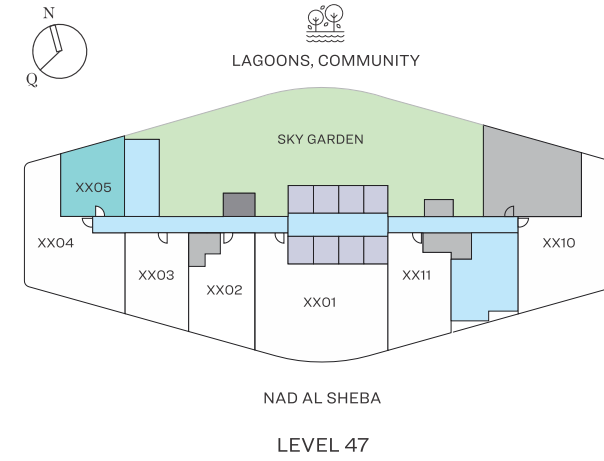 N
Q
LAGOONS, COMMUNITY
SKY GARDEN
XX05
XX04
XX10
XX03
XX11
XX02
XX01
NAD AL SHEBA
LEVEL 47